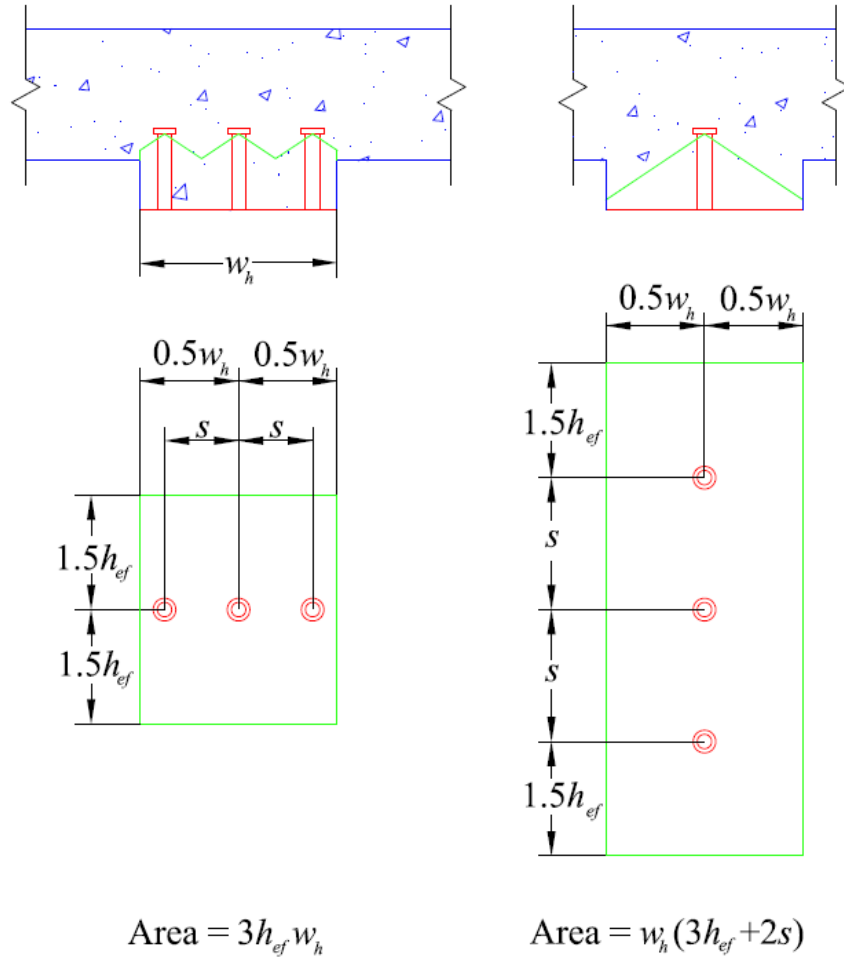 w_h
0.5w_h 0.5w_h
s s
1.5h_ef
1.5h_ef
Area = 3h_ef w_h
0.5w_h 0.5w_h
1.5h_ef
s
s
1.5h_ef
Area = w_h (3h_ef +2s)